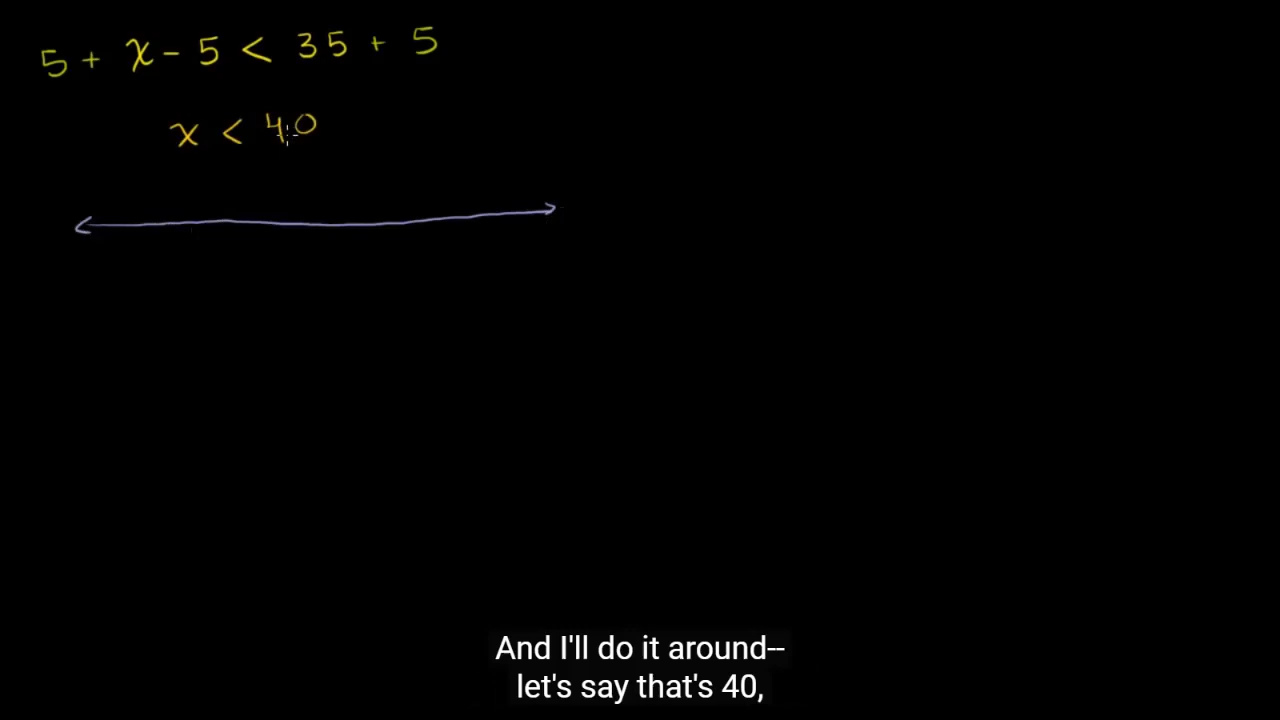 5 + x - 5 < 35 + 5
x < 40
And I'll do it around--
let's say that's 40,